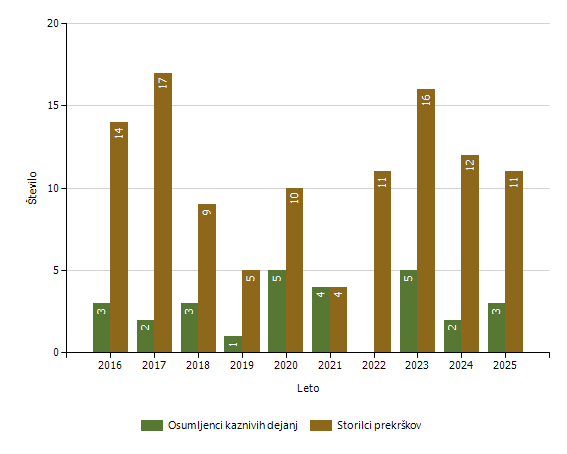 20
15
10
5
0
Število
3 14 2 17 3 9 1 5 5 10 4 4 11 5 16 2 12 3 11
2016 2017 2018 2019 2020 2021 2022 2023 2024 2025
Leto
Osumljenci kaznivih dejanj Storilci prekrškov